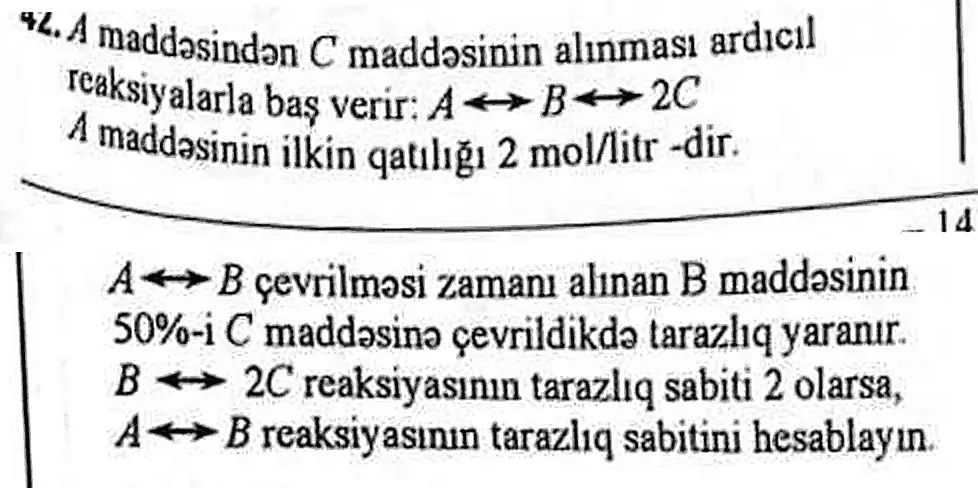 42. A maddəsindən C maddəsinin alınması ardıcıl
reaksiyalarla baş verir: A ↔ B ↔ 2C
A maddəsinin ilkin qatılığı 2 mol/litr -dir.
14
A ↔ B çevrilməsi zamanı alınan B maddəsinin
50%-i C maddəsinə çevrildikdə tarazlıq yaranır.
B ↔ 2C reaksiyasının tarazlıq sabiti 2 olarsa,
A ↔ B reaksiyasının tarazlıq sabitini hesablayın.